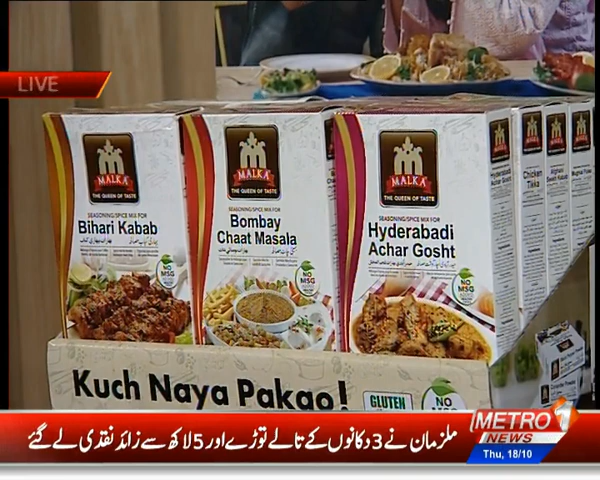 LIVE
MALKA
THE QUEEN OF TASTE
SEASONING/SPICE MIX FOR
Bihari Kabab
NO MSG
MALKA
THE QUEEN OF TASTE
SEASONING/SPICE MIX FOR
Bombay
Chaat Masala
NO MSG
MALKA
THE QUEEN OF TASTE
SEASONING/SPICE MIX FOR
Hyderabadi
Achar Gosht
NO MSG
Hyderabadi Achar Gosht
Chicken Tikka
Kuch Naya Pakao!
GLUTEN
NO MSG
ملزمان نے 3 دکانوں کے تالے توڑے اور 5 لاکھ سے زائد نقدی لے گئے
METRO 1
NEWS
Thu, 18/10